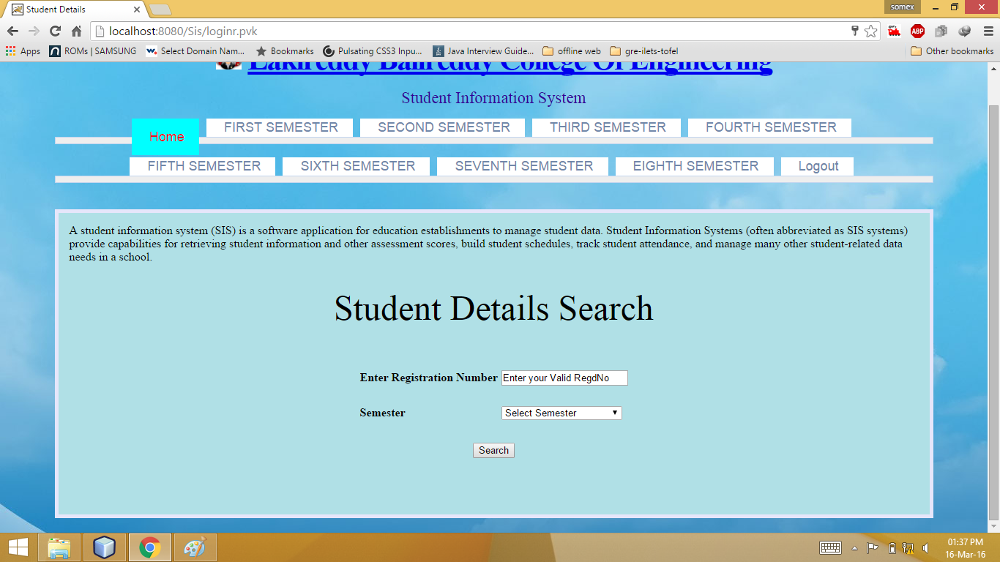 Student Details
somex
localhost:8080/Sis/loginr.pvk
ABP
Apps ROMs | SAMSUNG Select Domain Nam... Bookmarks Pulsating CSS3 Inpu... Java Interview Guide... offline web gre-ilets-tofel Other bookmarks
Lakireddy Balireddy College Of Engineering
Student Information System
Home FIRST SEMESTER SECOND SEMESTER THIRD SEMESTER FOURTH SEMESTER
FIFTH SEMESTER SIXTH SEMESTER SEVENTH SEMESTER EIGHTH SEMESTER Logout
A student information system (SIS) is a software application for education establishments to manage student data. Student Information Systems (often abbreviated as SIS systems)
provide capabilities for retrieving student information and other assessment scores, build student schedules, track student attendance, and manage many other student-related data
needs in a school.
Student Details Search
Enter Registration Number Enter your Valid RegdNo
Semester Select Semester
Search
01:37 PM
16-Mar-16